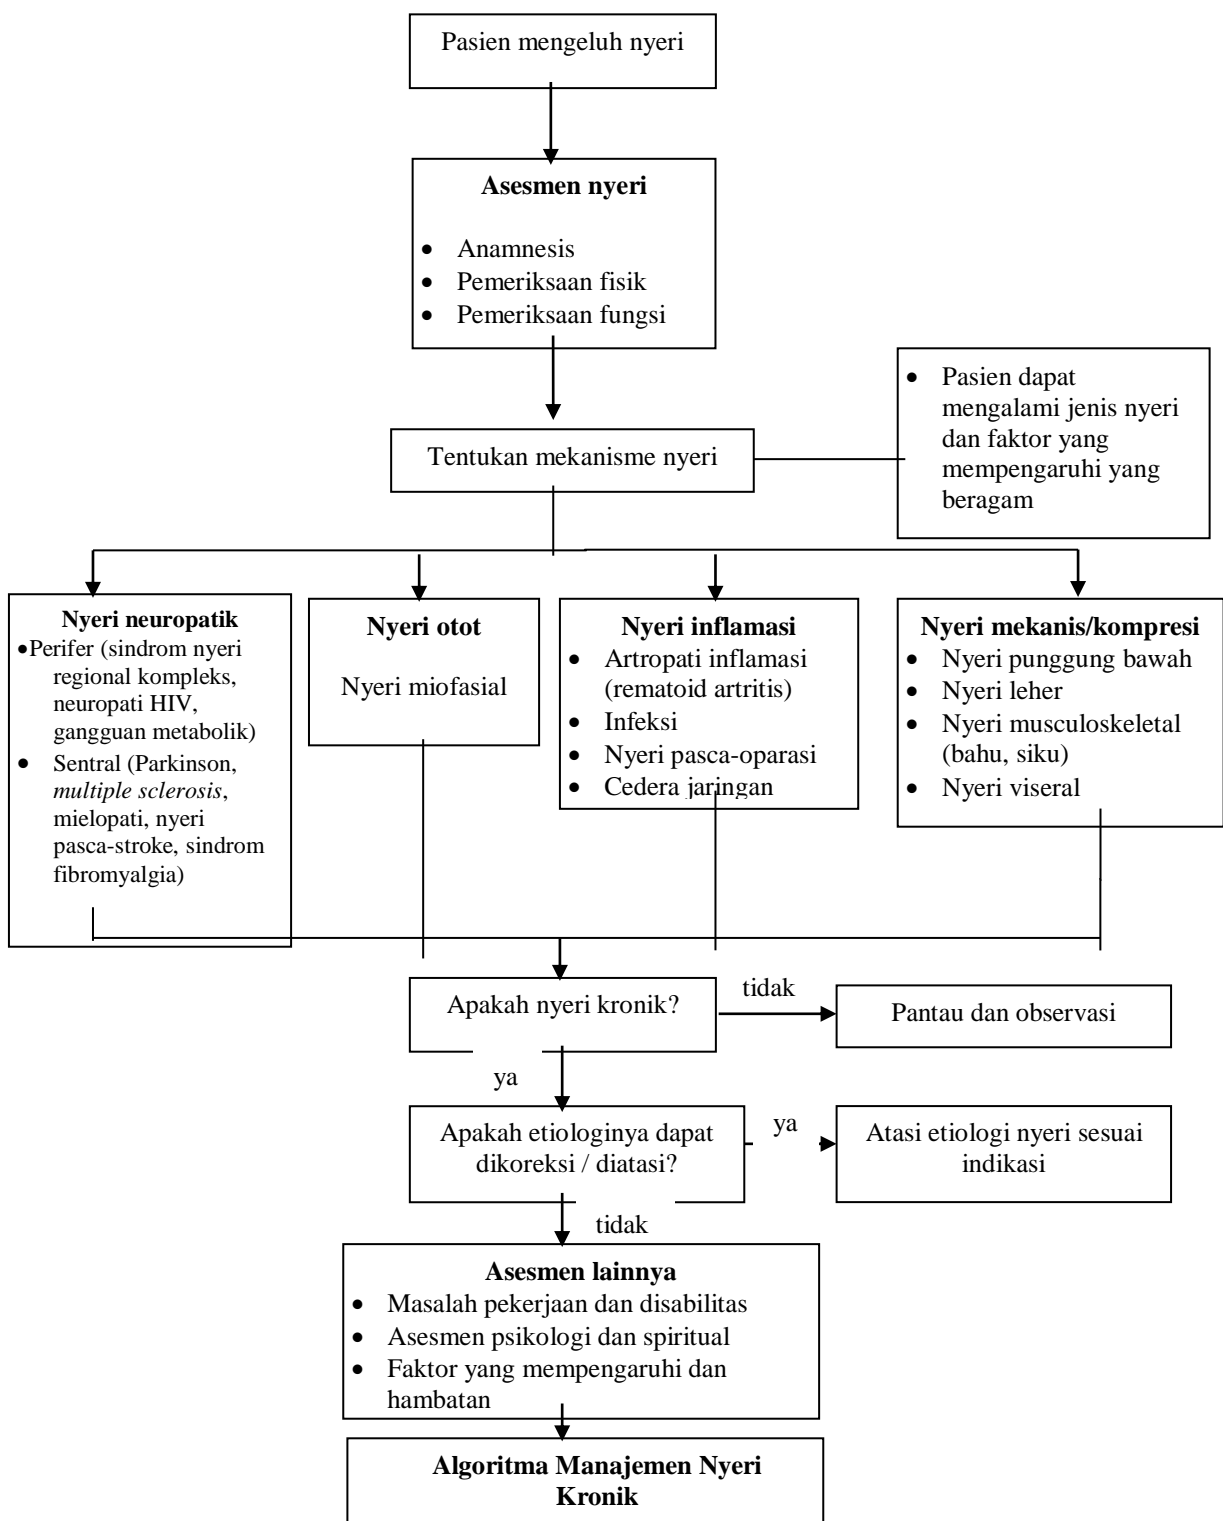 Pasien mengeluh nyeri
Asesmen nyeri
• Anamnesis
• Pemeriksaan fisik
• Pemeriksaan fungsi
Tentukan mekanisme nyeri
• Pasien dapat
mengalami jenis nyeri
dan faktor yang
mempengaruhi yang
beragam
Nyeri neuropatik
•Perifer (sindrom nyeri
regional kompleks,
neuropati HIV,
gangguan metabolik)
• Sentral (Parkinson,
multiple sclerosis,
mielopati, nyeri
pasca-stroke, sindrom
fibromyalgia)
Nyeri otot
Nyeri miofasial
Nyeri inflamasi
• Artropati inflamasi
(rematoid artritis)
• Infeksi
• Nyeri pasca-oparasi
• Cedera jaringan
Nyeri mekanis/kompresi
• Nyeri punggung bawah
• Nyeri leher
• Nyeri musculoskeletal
(bahu, siku)
• Nyeri viseral
Apakah nyeri kronik?
tidak
Pantau dan observasi
ya
Apakah etiologinya dapat
dikoreksi / diatasi?
ya
Atasi etiologi nyeri sesuai
indikasi
tidak
Asesmen lainnya
• Masalah pekerjaan dan disabilitas
• Asesmen psikologi dan spiritual
• Faktor yang mempengaruhi dan
hambatan
Algoritma Manajemen Nyeri
Kronik